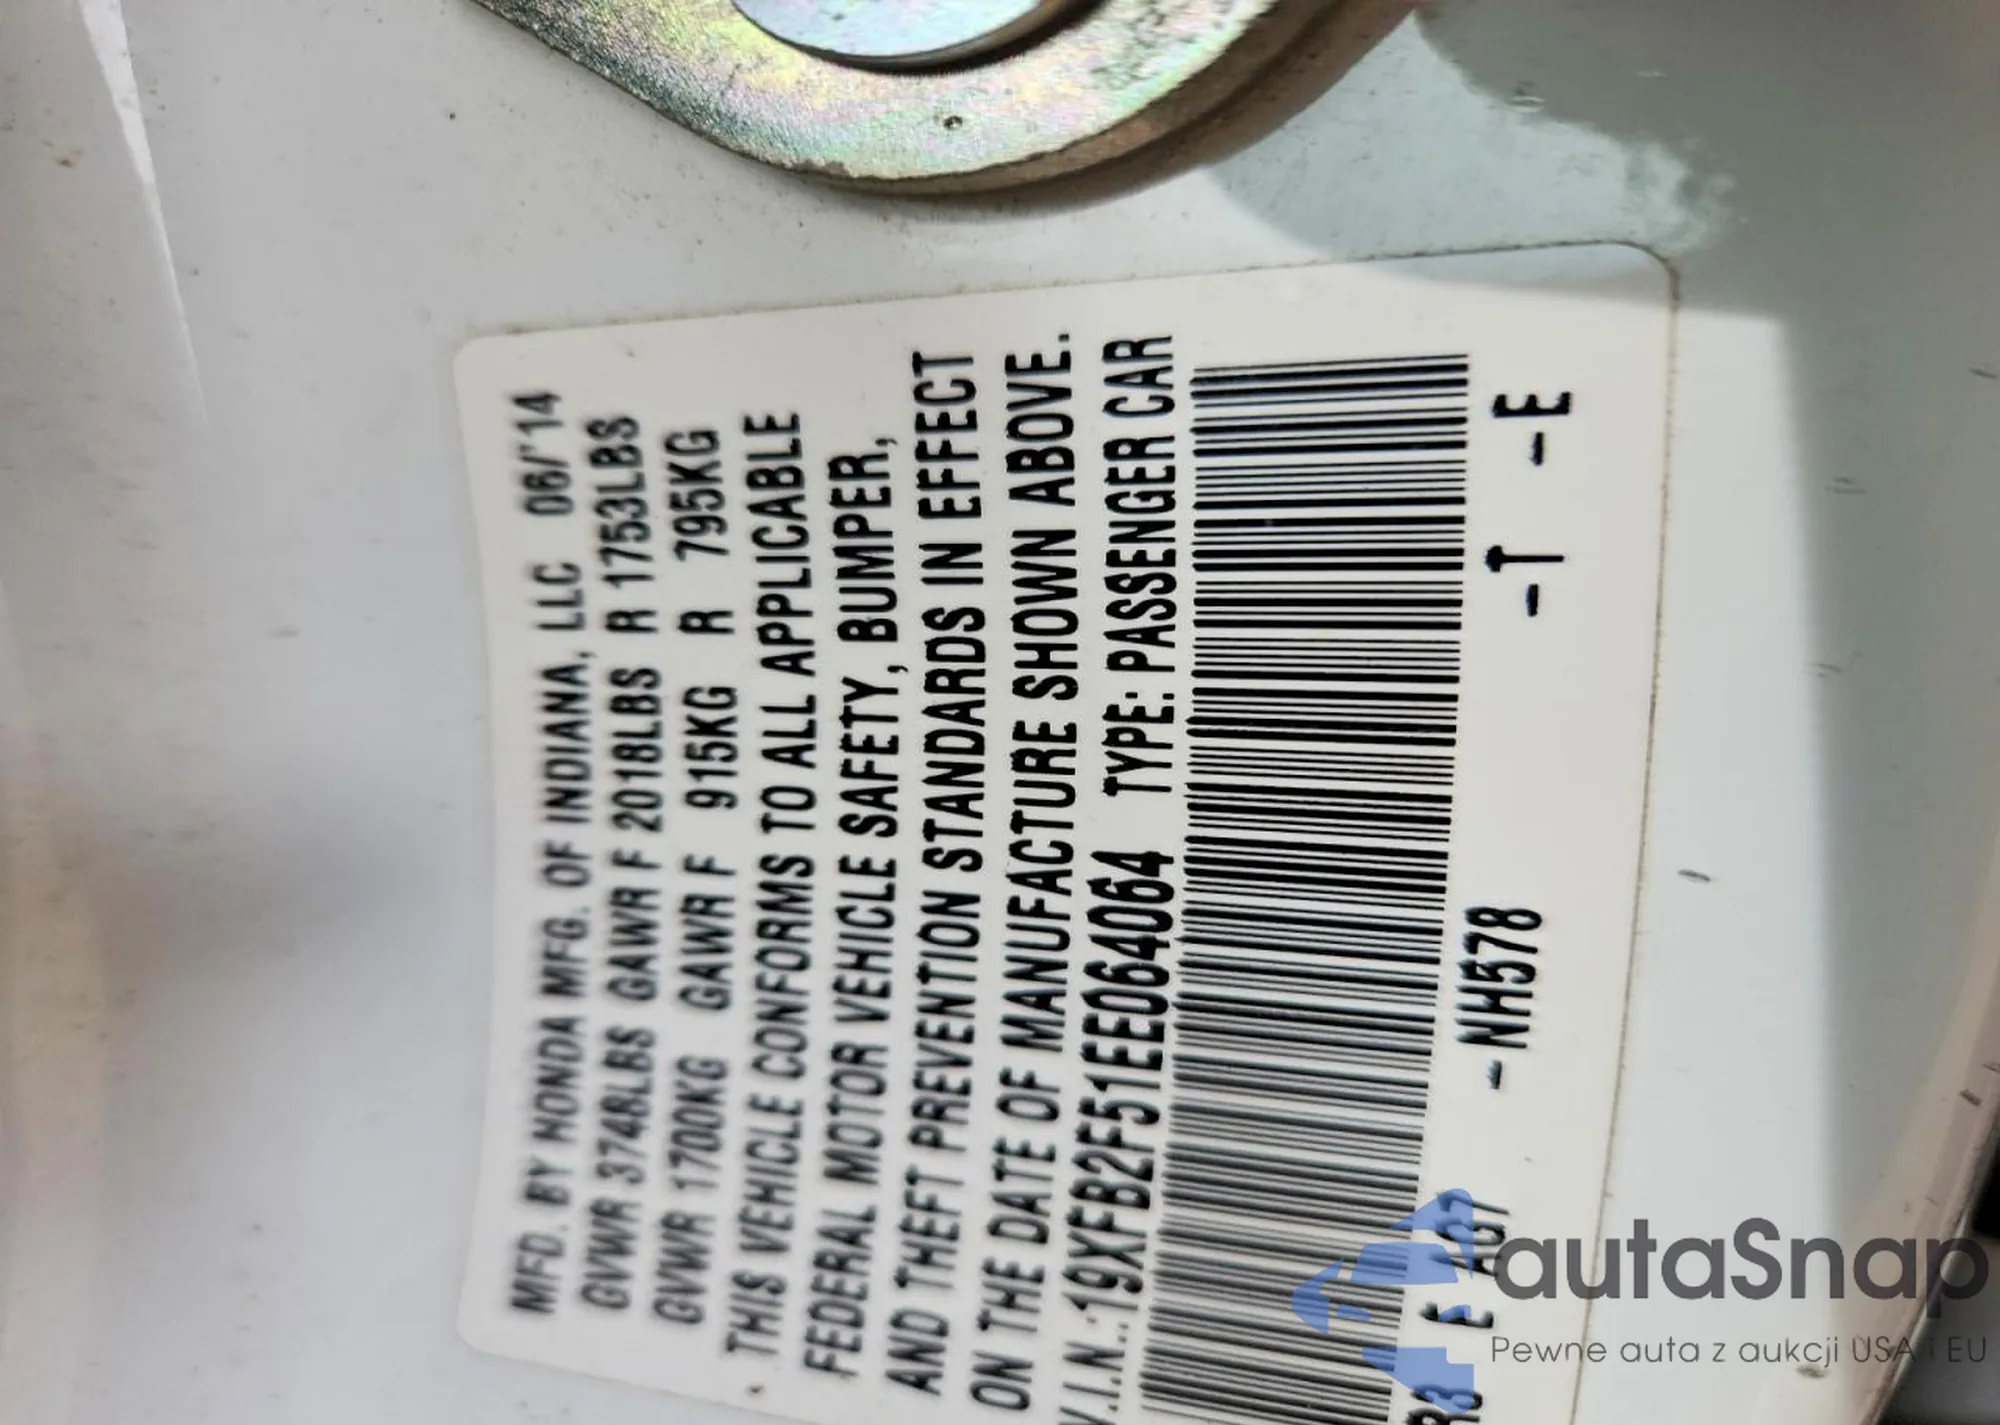 MFD. BY HONDA MFG. OF INDIANA, LLC 06/'14
GVWR 3748LBS GAWR F 2018LBS R 1753LBS
GVWR 1700KG GAWR F 915KG R 795KG
THIS VEHICLE CONFORMS TO ALL APPLICABLE
FEDERAL MOTOR VEHICLE SAFETY, BUMPER,
AND THEFT PREVENTION STANDARDS IN EFFECT
ON THE DATE OF MANUFACTURE SHOWN ABOVE.
V.I.N.:19XFB2F51EE064064 TYPE: PASSENGER CAR
E -NH578 -T -E
autaSnap
Pewne auta z aukcji USA i EU